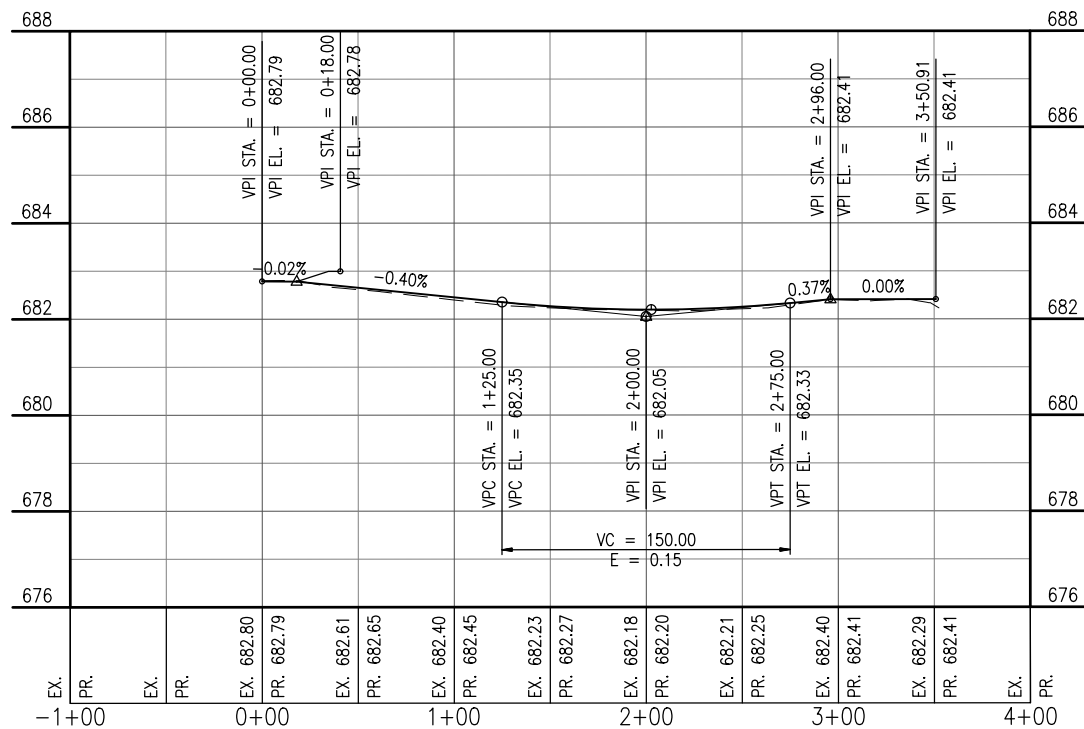 688
688
686
686
684
684
682
682
680
680
678
678
676
676
VPI STA. = 0+00.00
VPI EL. = 682.79
VPI STA. = 0+18.00
VPI EL. = 682.78
VPI STA. = 2+96.00
VPI EL. = 682.41
VPI STA. = 3+50.91
VPI EL. = 682.41
-0.02%
-0.40%
0.37%
0.00%
VPC STA. = 1+25.00
VPC EL. = 682.35
VPI STA. = 2+00.00
VPI EL. = 682.05
VPT STA. = 2+75.00
VPT EL. = 682.33
VC = 150.00
E = 0.15
EX.
PR.
EX.
PR.
EX. 682.80
PR. 682.79
EX. 682.61
PR. 682.65
EX. 682.40
PR. 682.45
EX. 682.23
PR. 682.27
EX. 682.18
PR. 682.20
EX. 682.21
PR. 682.25
EX. 682.40
PR. 682.41
EX. 682.29
PR. 682.41
EX.
PR.
-1+00
0+00
1+00
2+00
3+00
4+00